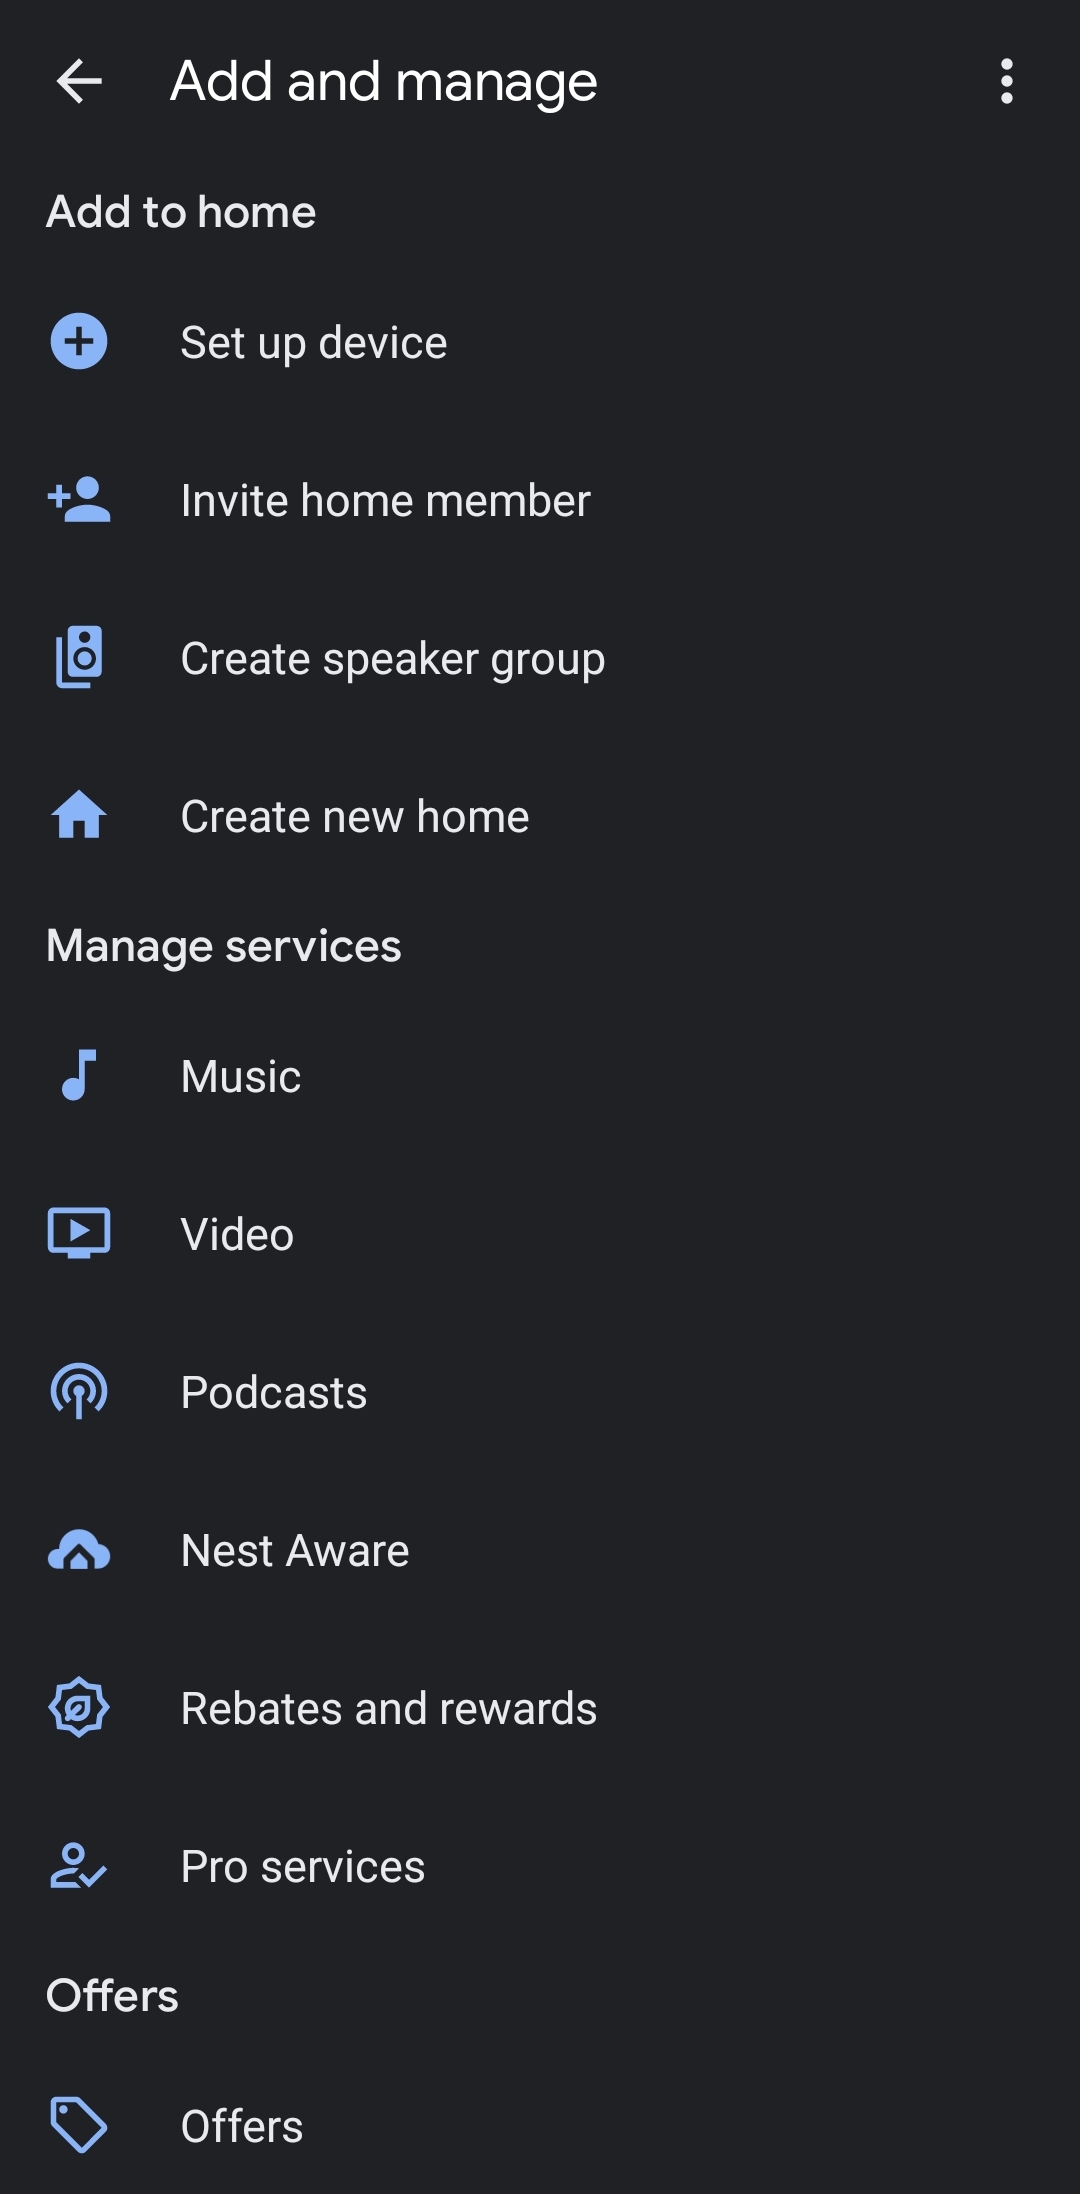 Add and manage
Add to home
Set up device
Invite home member
Create speaker group
Create new home
Manage services
Music
Video
Podcasts
Nest Aware
Rebates and rewards
Pro services
Offers
Offers